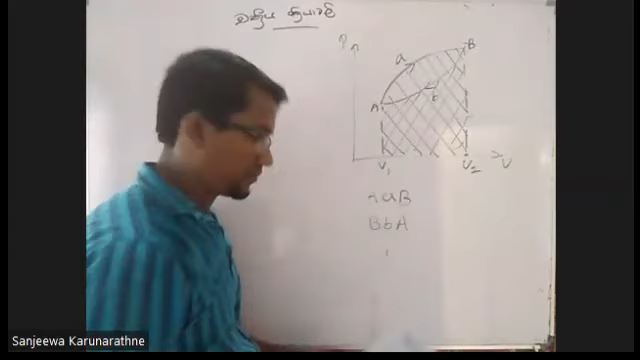 චක්‍රීය ක්‍රියාවලි
P
a
B
A
b
V₁
V₂
V
AaB
BbA
Sanjeewa Karunarathne